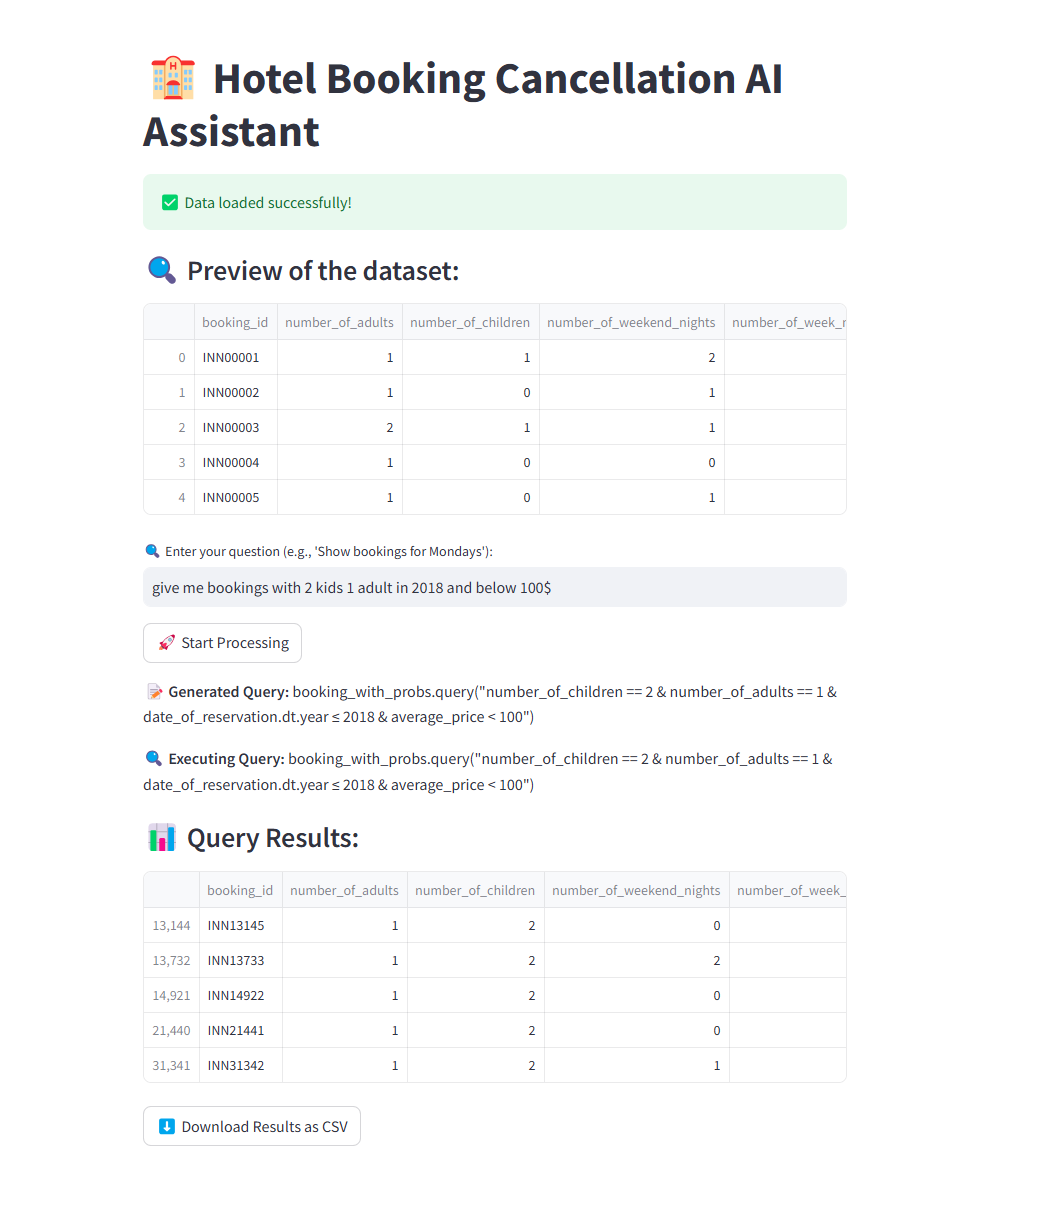 🏨 Hotel Booking Cancellation AI
Assistant
✅ Data loaded successfully!
🔍 Preview of the dataset:
booking_id number_of_adults number_of_children number_of_weekend_nights number_of_week_r
0 INN00001 1 1 2
1 INN00002 1 0 1
2 INN00003 2 1 1
3 INN00004 1 0 0
4 INN00005 1 0 1
🔍 Enter your question (e.g., 'Show bookings for Mondays'):
give me bookings with 2 kids 1 adult in 2018 and below 100$
🚀 Start Processing
📝 Generated Query: booking_with_probs.query("number_of_children == 2 & number_of_adults == 1 &
date_of_reservation.dt.year ≤ 2018 & average_price < 100")
🔍 Executing Query: booking_with_probs.query("number_of_children == 2 & number_of_adults == 1 &
date_of_reservation.dt.year ≤ 2018 & average_price < 100")
📊 Query Results:
booking_id number_of_adults number_of_children number_of_weekend_nights number_of_week_
13,144 INN13145 1 2 0
13,732 INN13733 1 2 2
14,921 INN14922 1 2 0
21,440 INN21441 1 2 0
31,341 INN31342 1 2 1
⬇️ Download Results as CSV